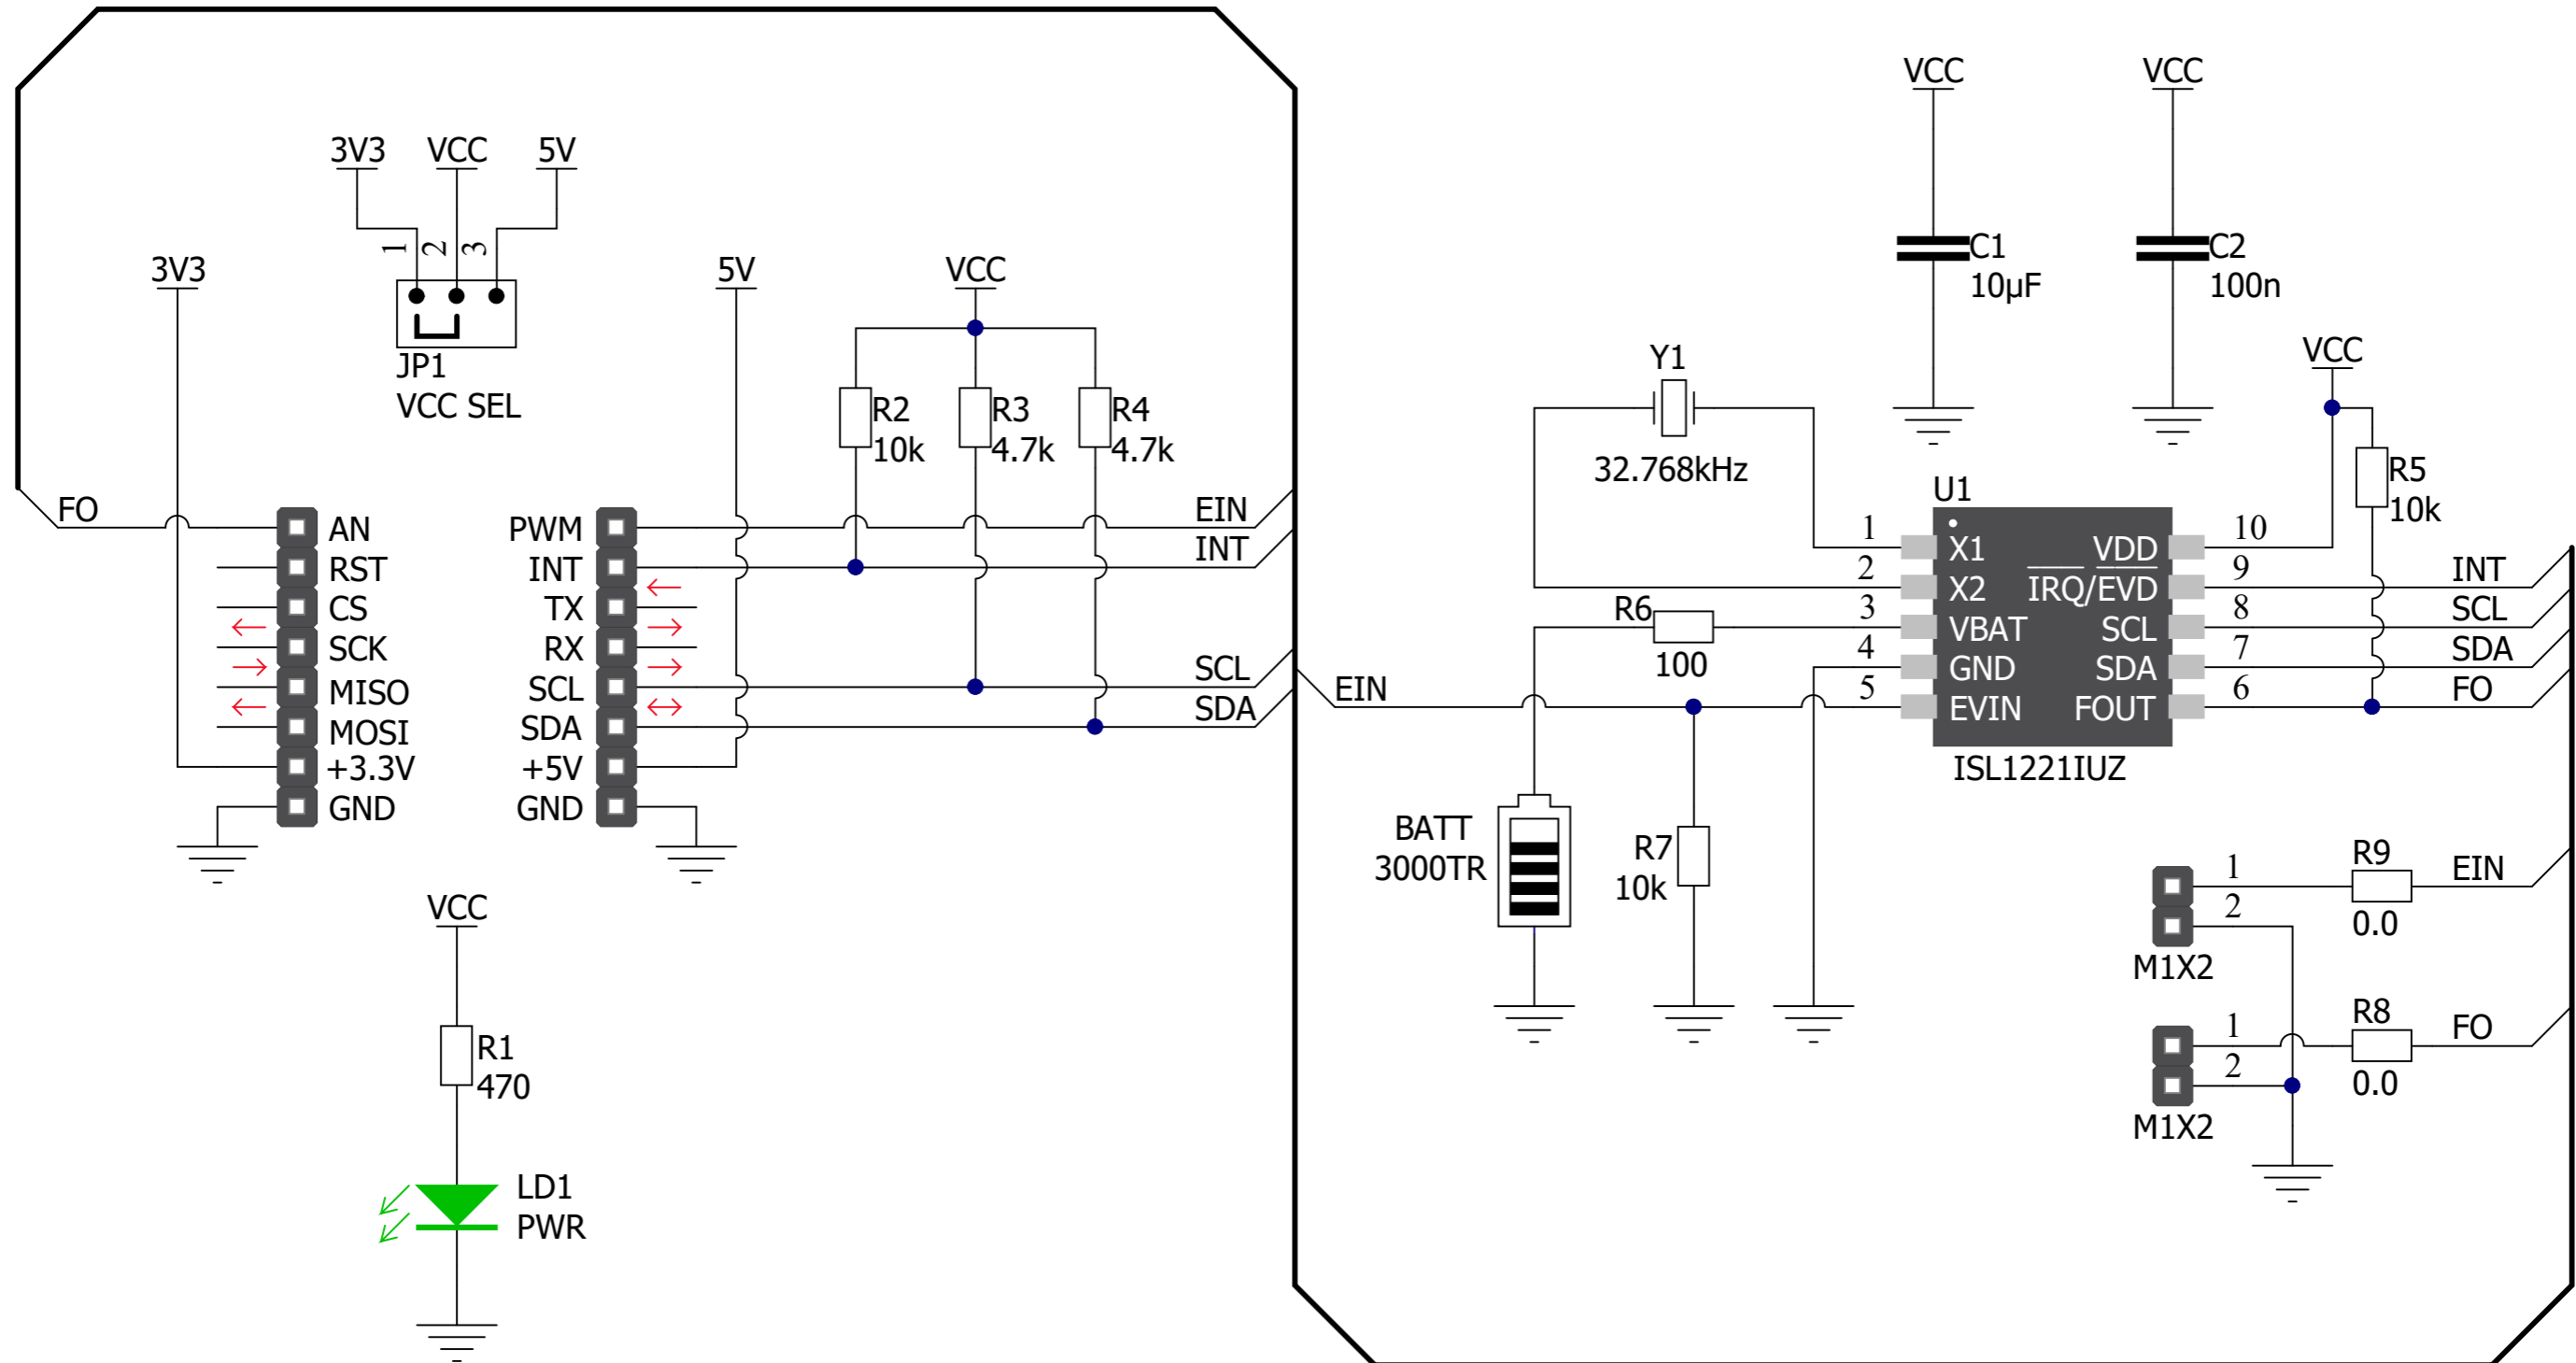 3V3
VCC
5V
1
2
3
JP1
VCC SEL
3V3
5V
VCC
R2
10k
R3
4.7k
R4
4.7k
FO
AN
RST
CS
SCK
MISO
MOSI
+3.3V
GND
PWM
INT
TX
RX
SCL
SDA
+5V
GND
EIN
INT
SCL
SDA
VCC
R1
470
LD1
PWR
VCC
C1
10µF
VCC
C2
100n
Y1
32.768kHz
VCC
R5
10k
U1
1
2
3
4
5
X1
X2
VBAT
GND
EVIN
VDD
IRQ/EVD
SCL
SDA
FOUT
10
9
8
7
6
INT
SCL
SDA
FO
ISL1221IUZ
R6
100
EIN
BATT
3000TR
R7
10k
1
2
M1X2
R9
0.0
EIN
1
2
M1X2
R8
0.0
FO